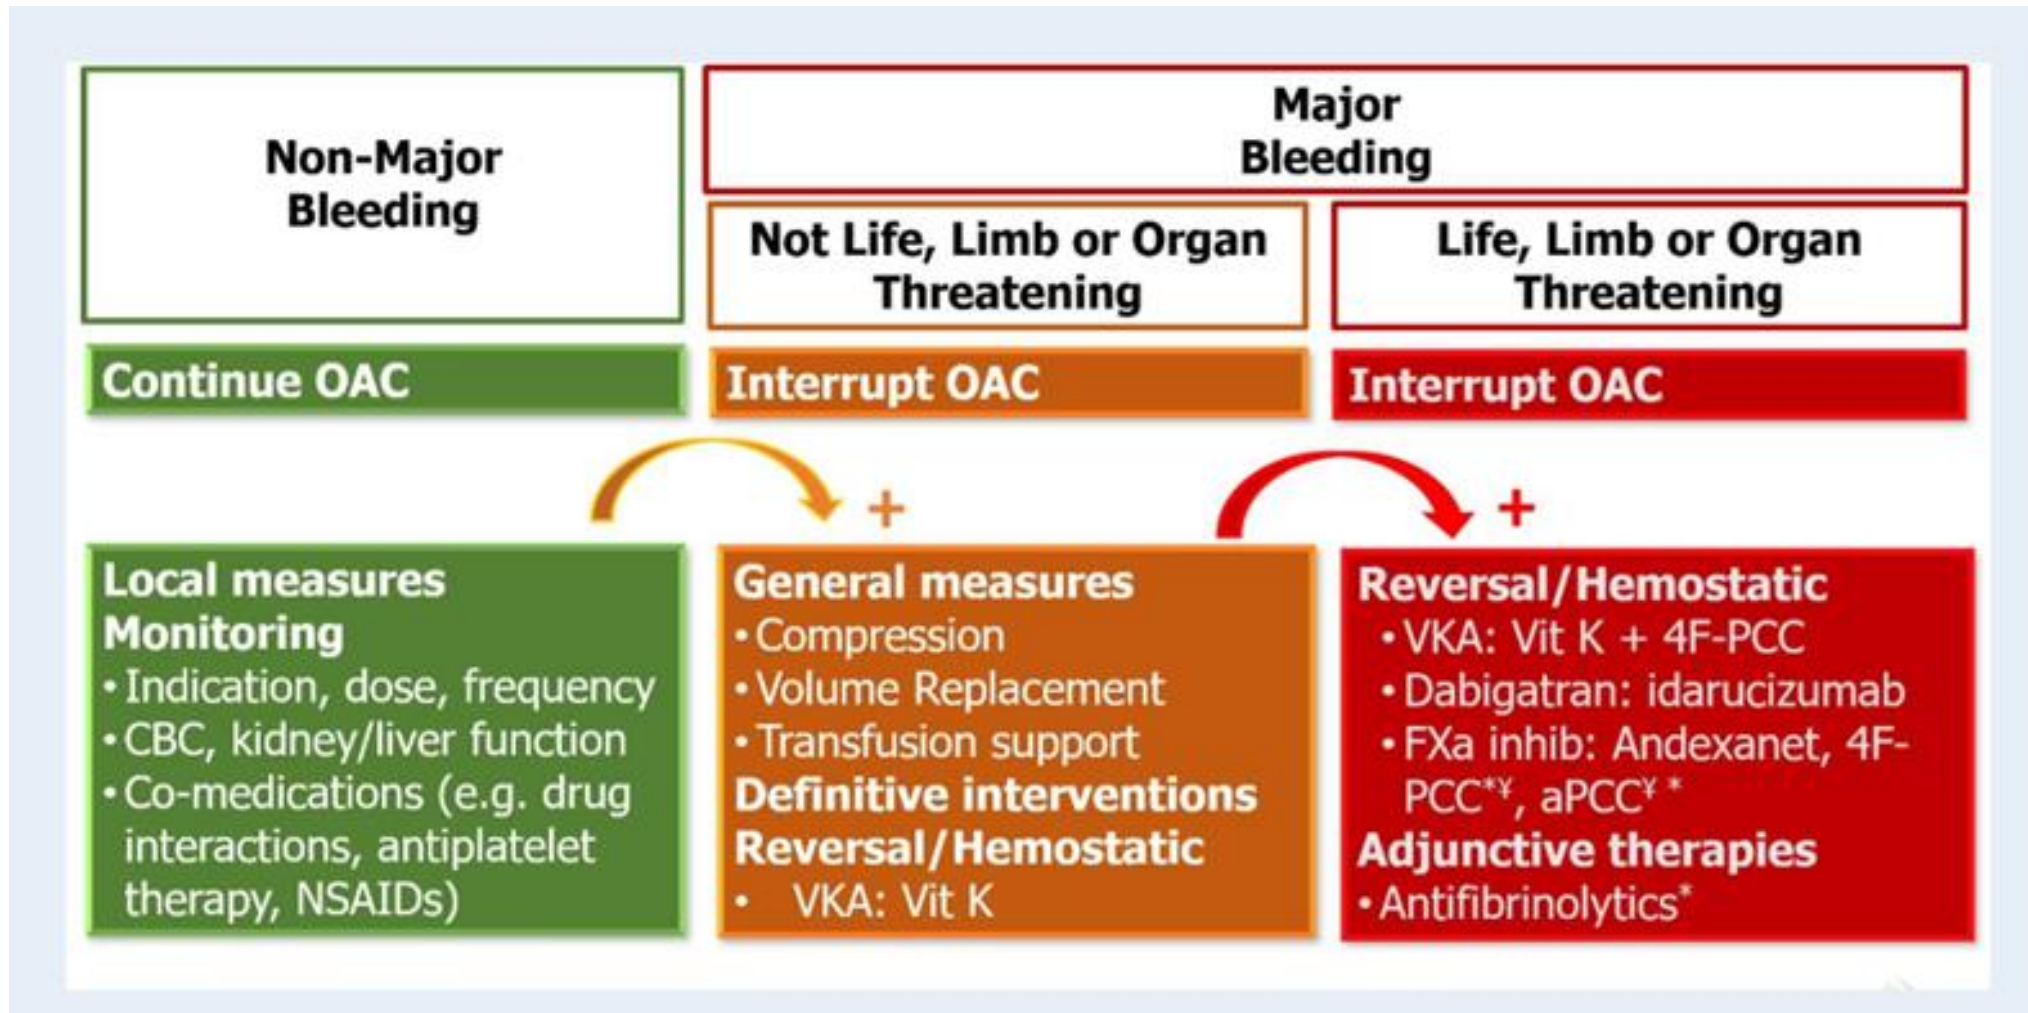 Non-Major
Bleeding
Major
Bleeding
Not Life, Limb or Organ
Threatening
Life, Limb or Organ
Threatening
Continue OAC
Interrupt OAC
Interrupt OAC
+
+
Local measures
Monitoring
• Indication, dose, frequency
• CBC, kidney/liver function
• Co-medications (e.g. drug
interactions, antiplatelet
therapy, NSAIDs)
General measures
• Compression
• Volume Replacement
• Transfusion support
Definitive interventions
Reversal/Hemostatic
• VKA: Vit K
Reversal/Hemostatic
• VKA: Vit K + 4F-PCC
• Dabigatran: idarucizumab
• FXa inhib: Andexanet, 4F-
PCC*¥, aPCC¥ *
Adjunctive therapies
• Antifibrinolytics*